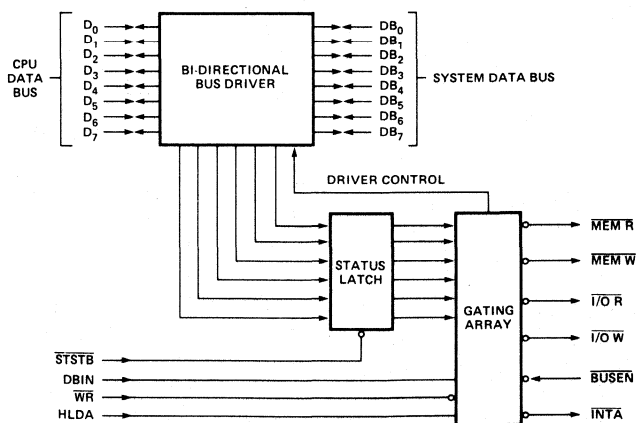 CPU
DATA
BUS
D0
D1
D2
D3
D4
D5
D6
D7
BI-DIRECTIONAL
BUS DRIVER
DB0
DB1
DB2
DB3
DB4
DB5
DB6
DB7
SYSTEM DATA BUS
DRIVER CONTROL
STATUS
LATCH
GATING
ARRAY
MEM R
MEM W
I/O R
I/O W
BUSEN
INTA
STSTB
DBIN
WR
HLDA